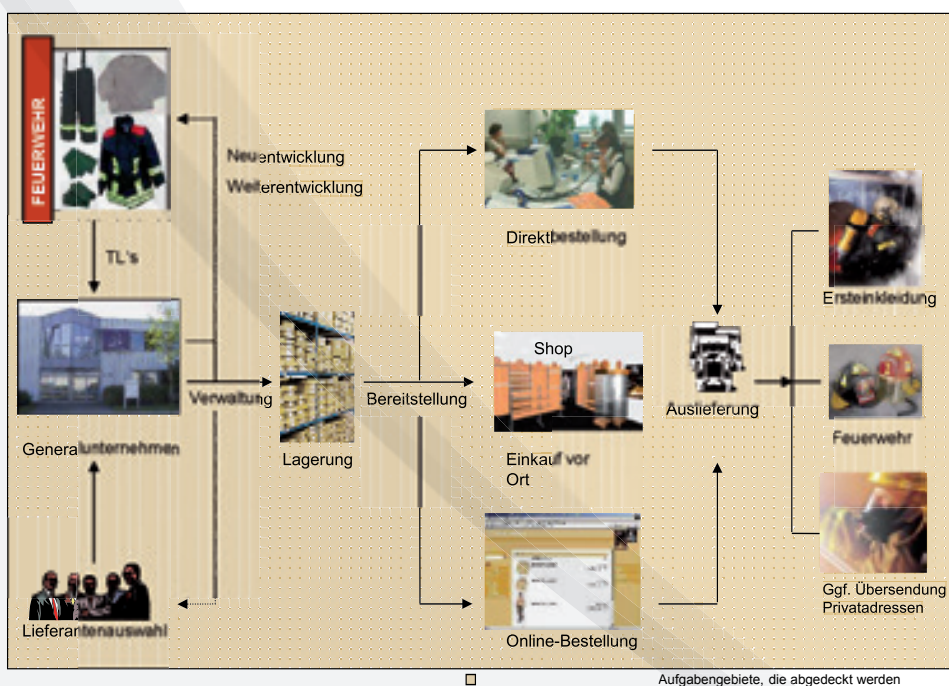 FEUERWEHR
Neuentwicklung
Weiterentwicklung
TL's
Generalunternehmen
Verwaltung
Lagerung
Bereitstellung
Lieferantenauswahl
Direktbestellung
Shop
Einkauf vor
Ort
Online-Bestellung
Auslieferung
Ersteinkleidung
Feuerwehr
Ggf. Übersendung
Privatadressen
Aufgabengebiete, die abgedeckt werden